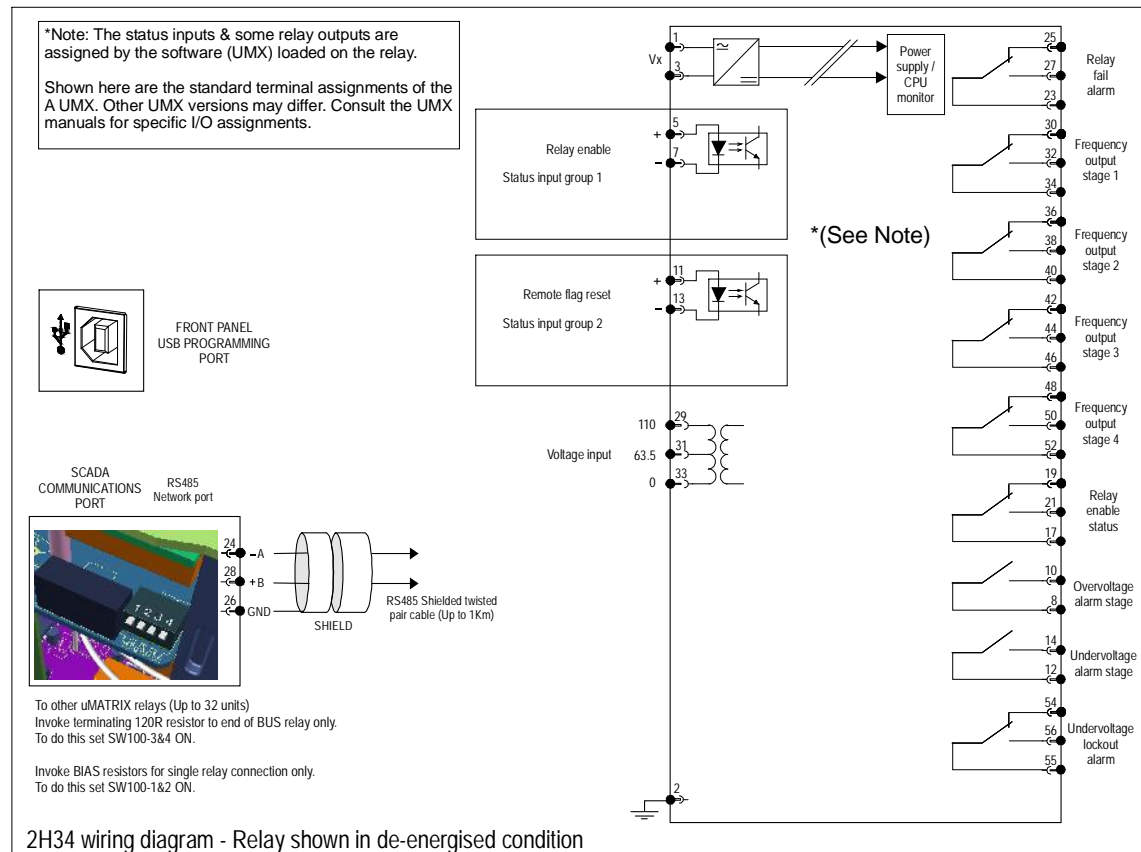 *Note: The status inputs & some relay outputs are
assigned by the software (UMX) loaded on the relay.
Shown here are the standard terminal assignments of the
A UMX. Other UMX versions may differ. Consult the UMX
manuals for specific I/O assignments.
FRONT PANEL
USB PROGRAMMING
PORT
SCADA
COMMUNICATIONS
PORT
RS485
Network port
24
-A
28
+B
26
GND
1 2 3 4
SHIELD
RS485 Shielded twisted
pair cable (Up to 1Km)
To other uMATRIX relays (Up to 32 units)
Invoke terminating 120R resistor to end of BUS relay only.
To do this set SW100-3&4 ON.
Invoke BIAS resistors for single relay connection only.
To do this set SW100-1&2 ON.
Vx
1
3
Power
supply /
CPU
monitor
Relay enable
Status input group 1
+
5
-
7
*(See Note)
Remote flag reset
Status input group 2
+
11
-
13
Voltage input
110
29
63.5
31
0
33
2
25
27
23
Relay
fail
alarm
30
32
34
Frequency
output
stage 1
36
38
40
Frequency
output
stage 2
42
44
46
Frequency
output
stage 3
48
50
52
Frequency
output
stage 4
19
21
17
Relay
enable
status
10
8
Overvoltage
alarm stage
14
12
Undervoltage
alarm stage
54
56
55
Undervoltage
lockout
alarm
2H34 wiring diagram - Relay shown in de-energised condition